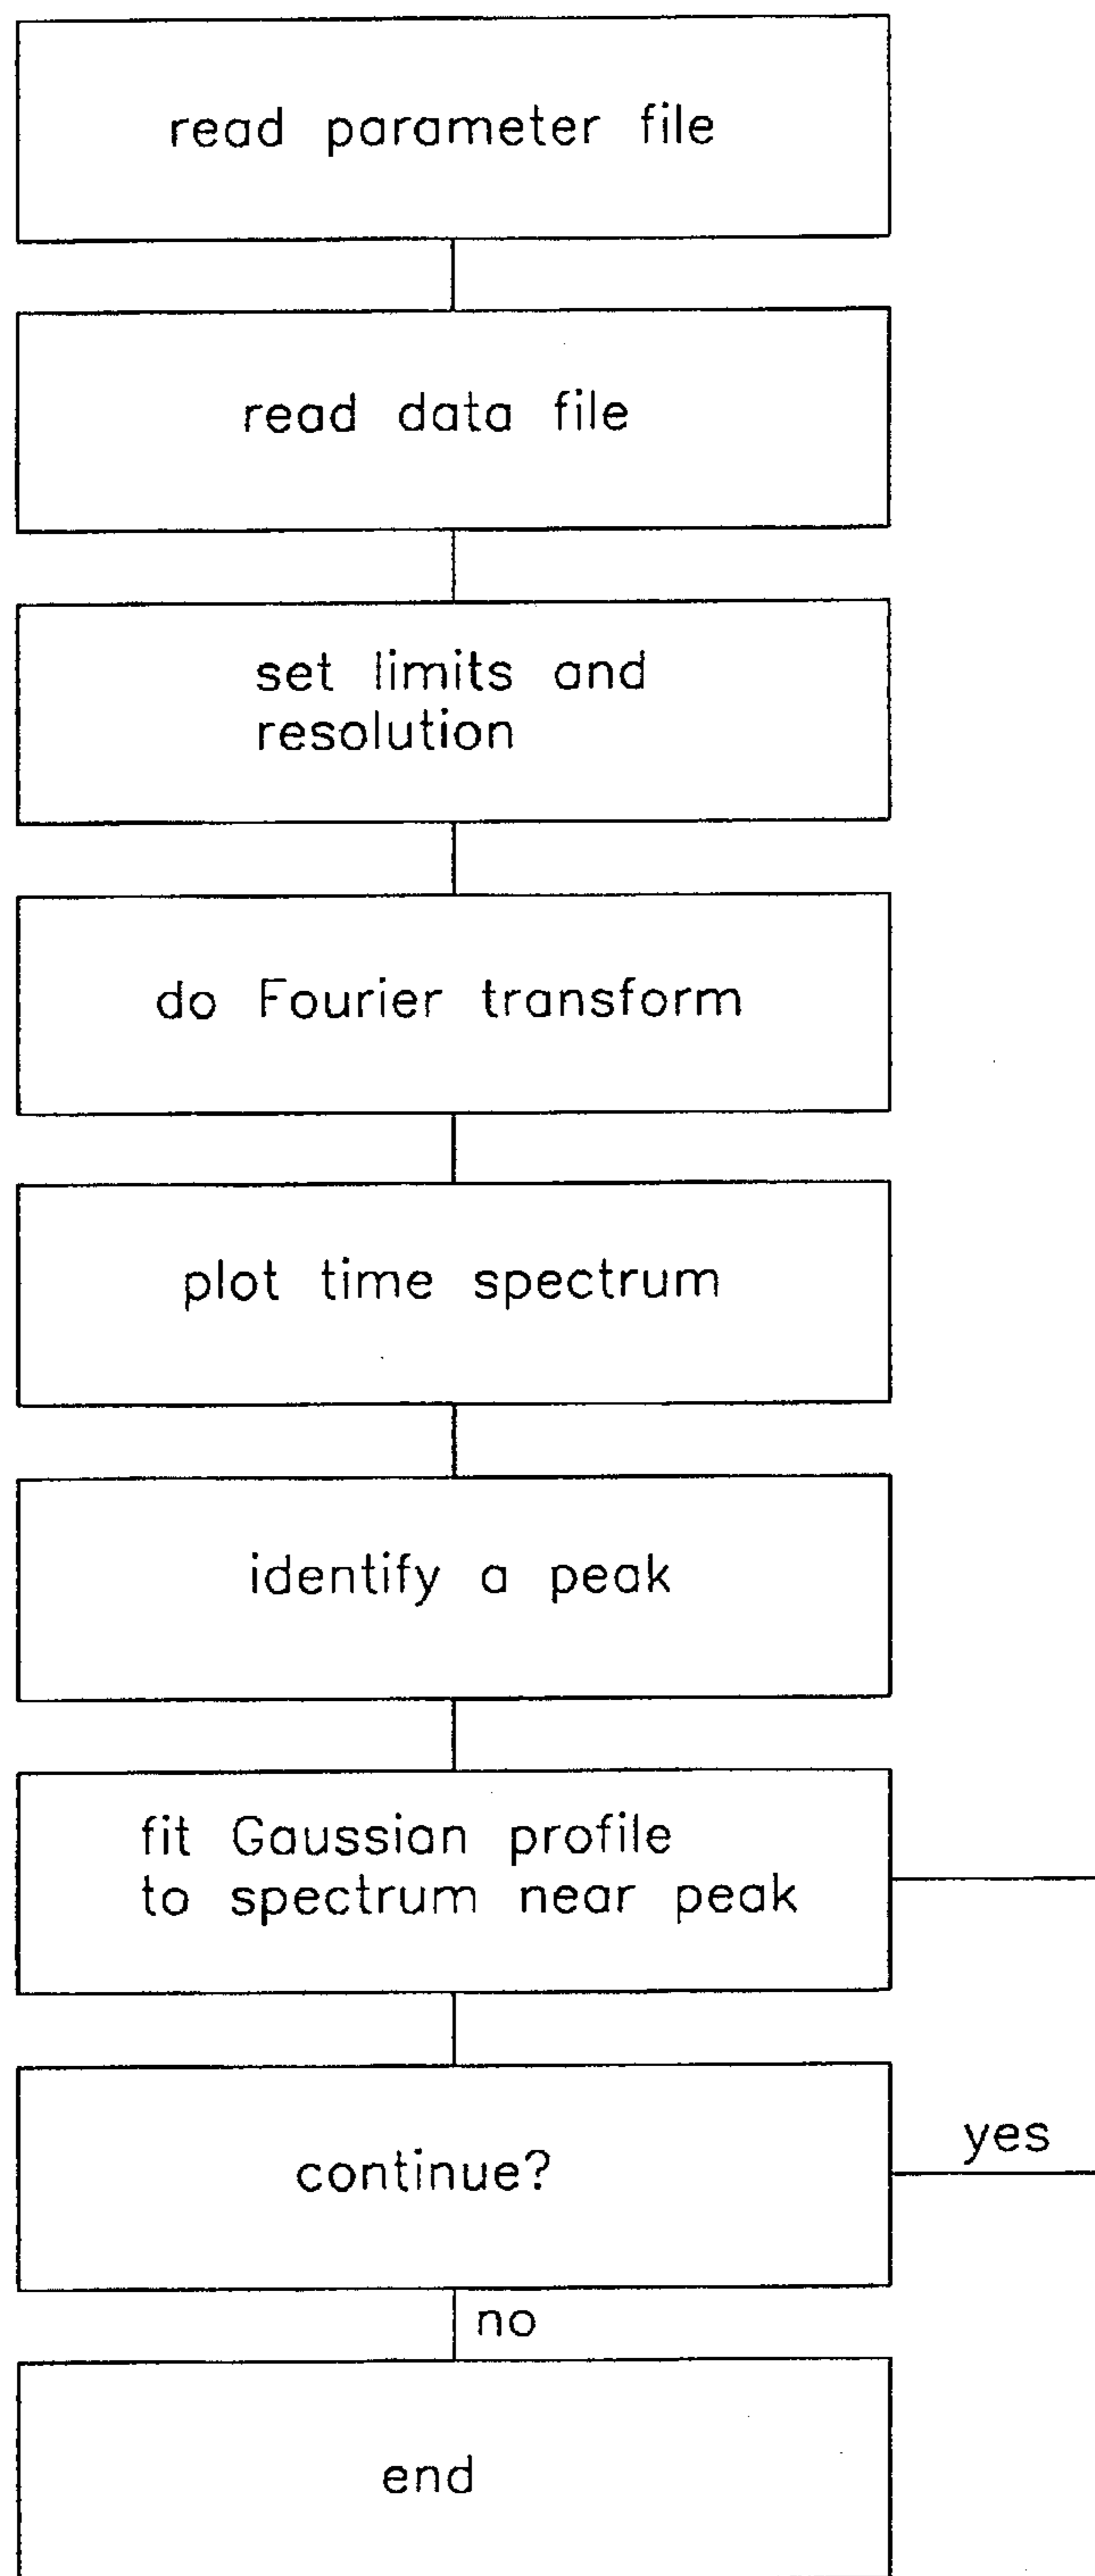 read parameter file
read data file
set limits and
resolution
do Fourier transform
plot time spectrum
identify a peak
fit Gaussian profile
to spectrum near peak
continue?
yes
no
end